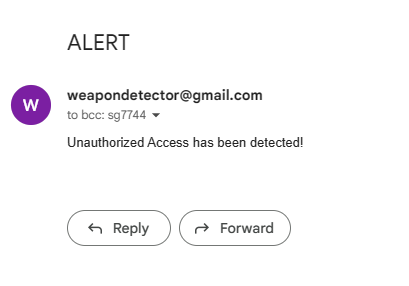 ALERT
W
weapondetector@gmail.com
to bcc: sg7744
Unauthorized Access has been detected!
Reply
Forward